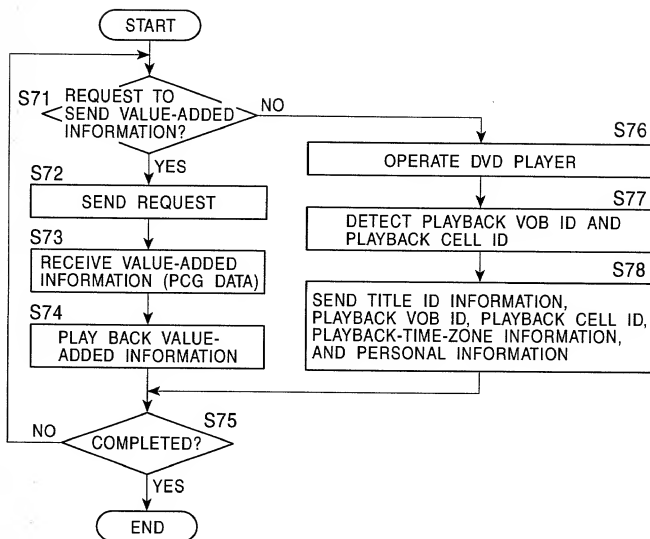 START
S71
REQUEST TO
SEND VALUE-ADDED
INFORMATION?
NO
YES
S72
SEND REQUEST
S73
RECEIVE VALUE-ADDED
INFORMATION (PCG DATA)
S74
PLAY BACK VALUE-
ADDED INFORMATION
S76
OPERATE DVD PLAYER
S77
DETECT PLAYBACK VOB ID AND
PLAYBACK CELL ID
S78
SEND TITLE ID INFORMATION,
PLAYBACK VOB ID, PLAYBACK CELL ID,
PLAYBACK-TIME-ZONE INFORMATION,
AND PERSONAL INFORMATION
S75
NO
COMPLETED?
YES
END